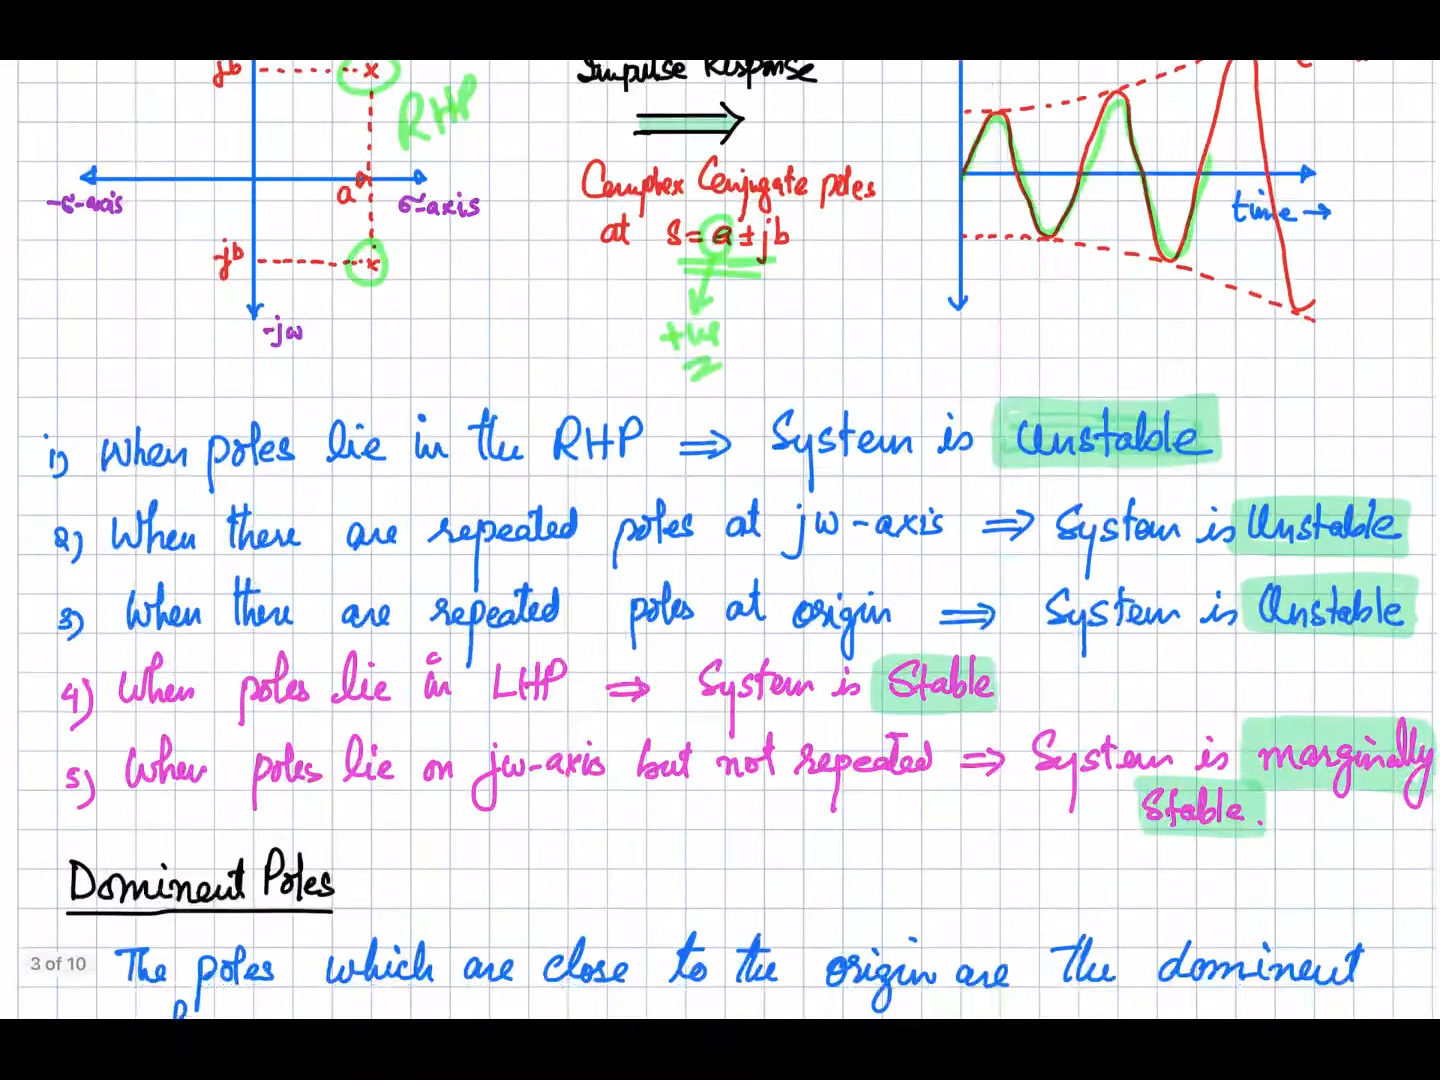 jb
Impulse Response
RHP
a
-σ-axis
σ-axis
Complex Conjugate poles
at s = a ± jb
time →
-jb
-jω
+ve
1) When poles lie in the RHP ⇒ System is Unstable
2) When there are repeated poles at jw-axis ⇒ System is Unstable
3) When there are repeated poles at origin ⇒ System is Unstable
4) When poles lie in LHP ⇒ System is Stable
5) When poles lie on jw-axis but not repeated ⇒ System is marginally
Stable.
Dominent Poles
3 of 10
The poles which are close to the origin are the dominent